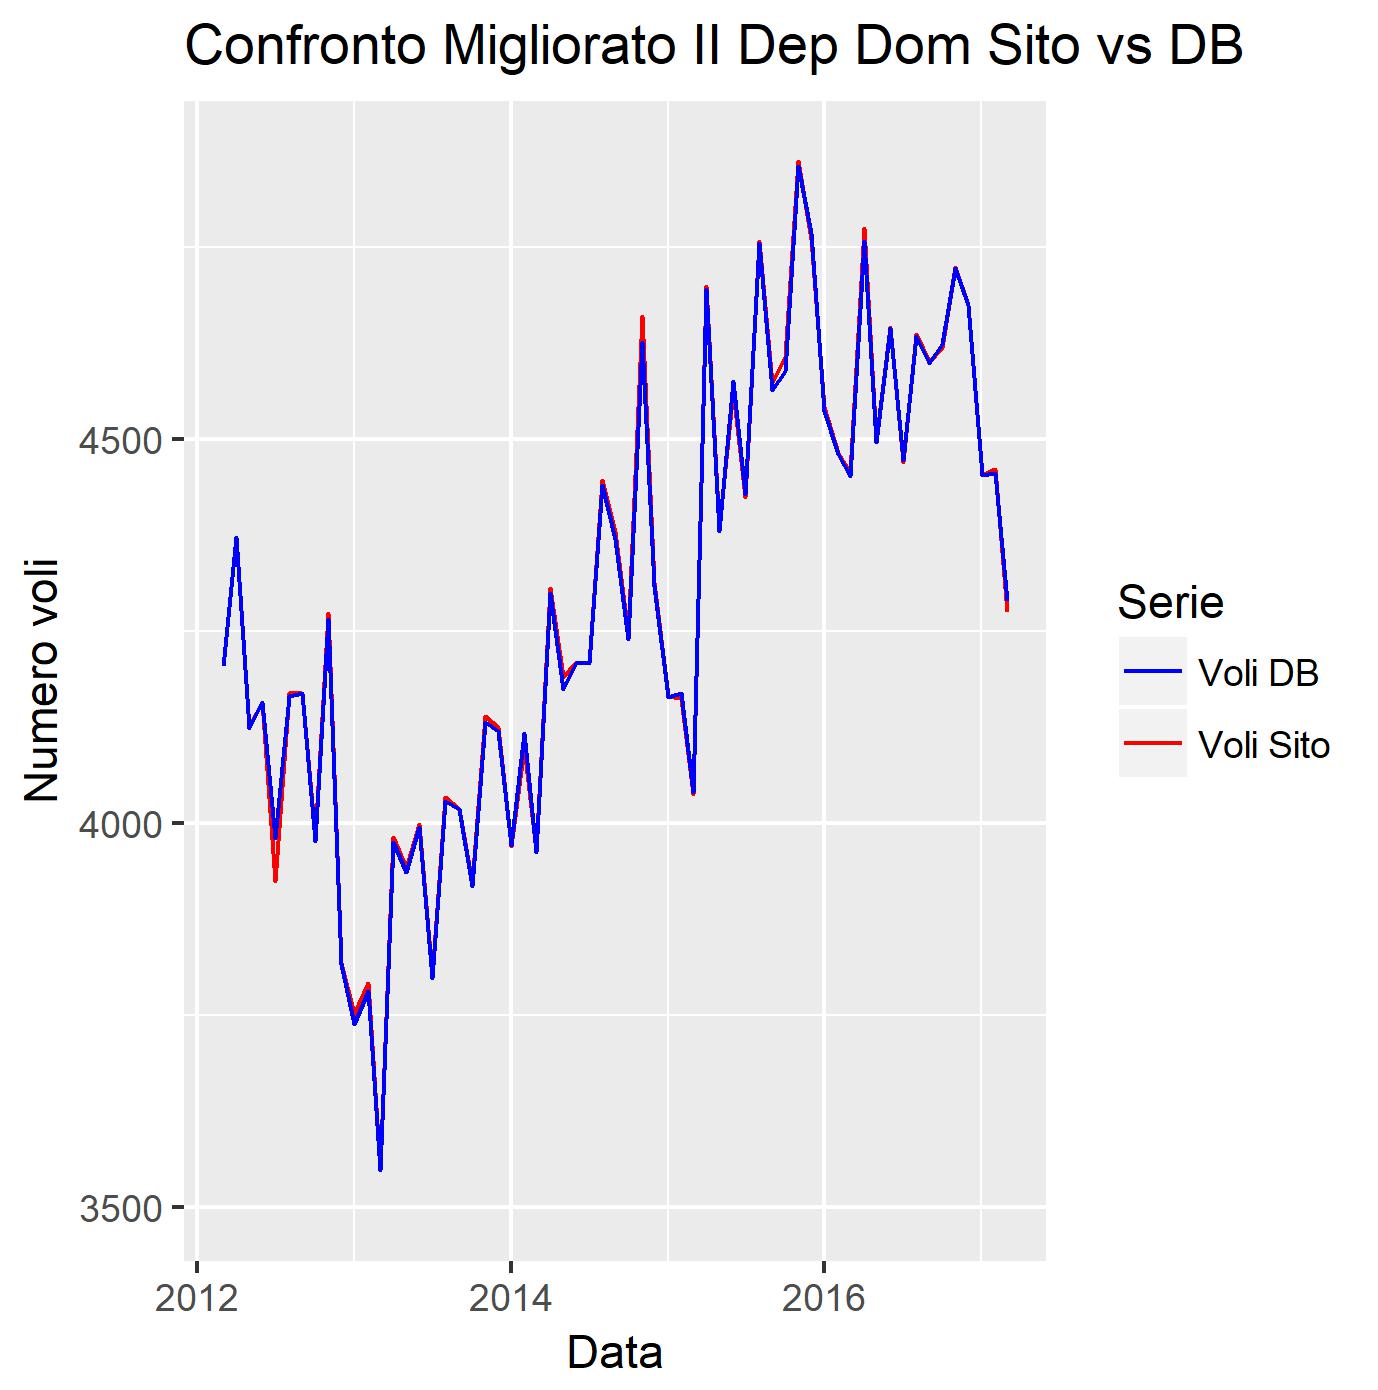 Confronto Migliorato II Dep Dom Sito vs DB
Numero voli
4500
4000
3500
2012
2014
2016
Data
Serie
Voli DB
Voli Sito